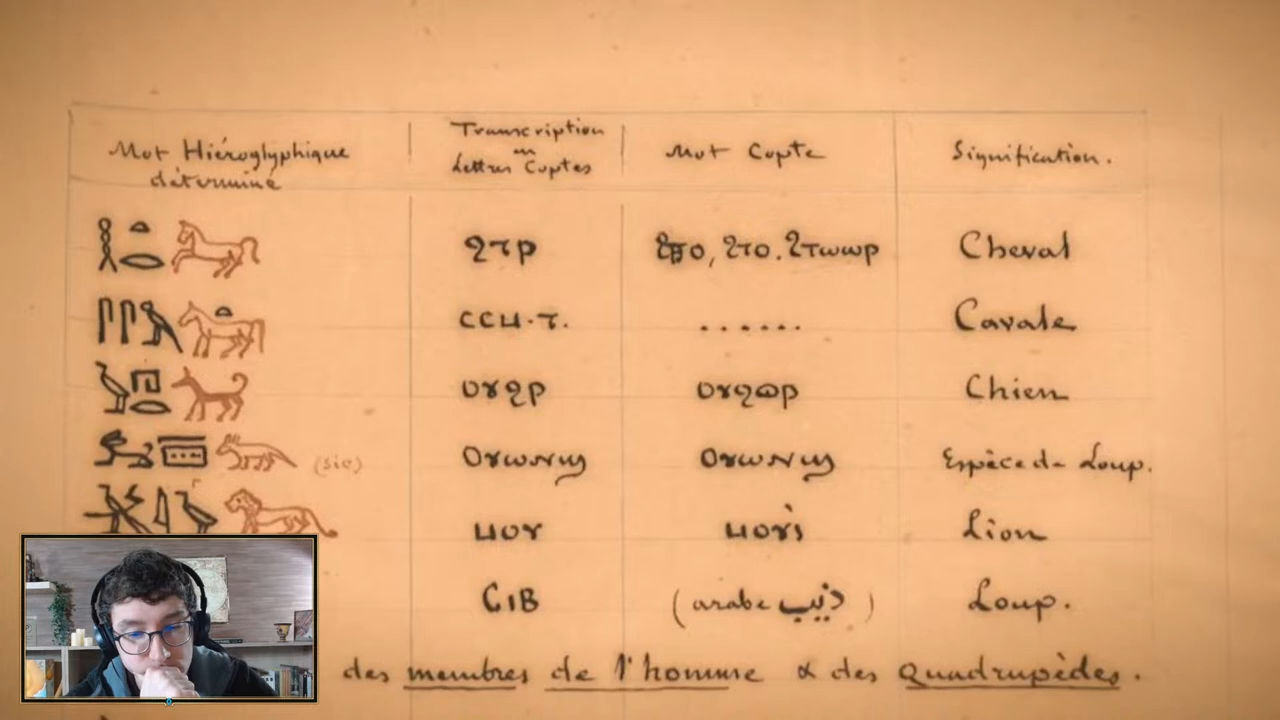 Mot Hiéroglyphique déterminé
Transcription en Lettres Coptes
Mot Copte
Signification.
ϩⲧⲣ ϩⲧⲟ, ϩⲧⲟ. ϩⲧⲱⲱⲣ Cheval
ⲥⲥⲙ·ⲧ. ...... Cavale
ⲟⲩϩⲣ ⲟⲩϩⲱⲣ Chien
(sic) ⲟⲩⲱⲛϣ ⲟⲩⲱⲛϣ Espèce de Loup.
ⲙⲟⲩ ⲙⲟⲩⲓ̀ Lion
ⲥⲓⲃ (arabe ذيب) Loup.
des membres de l'homme & des Quadrupèdes.